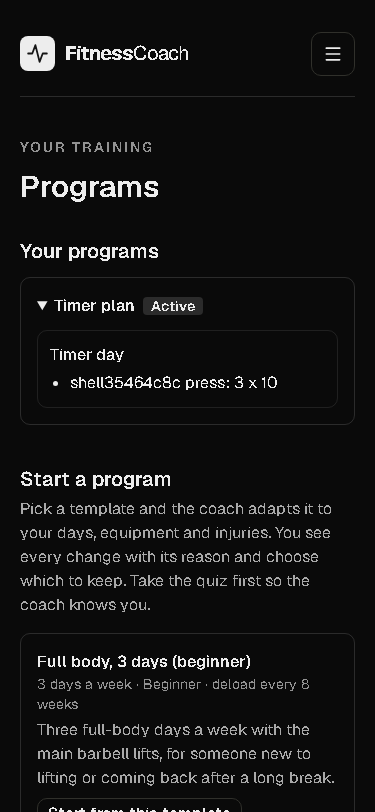 FitnessCoach
YOUR TRAINING
Programs
Your programs
▼ Timer plan Active
Timer day
• shell35464c8c press: 3 x 10
Start a program
Pick a template and the coach adapts it to
your days, equipment and injuries. You see
every change with its reason and choose
which to keep. Take the quiz first so the
coach knows you.
Full body, 3 days (beginner)
3 days a week · Beginner · deload every 8
weeks
Three full-body days a week with the
main barbell lifts, for someone new to
lifting or coming back after a long break.
Start from this template